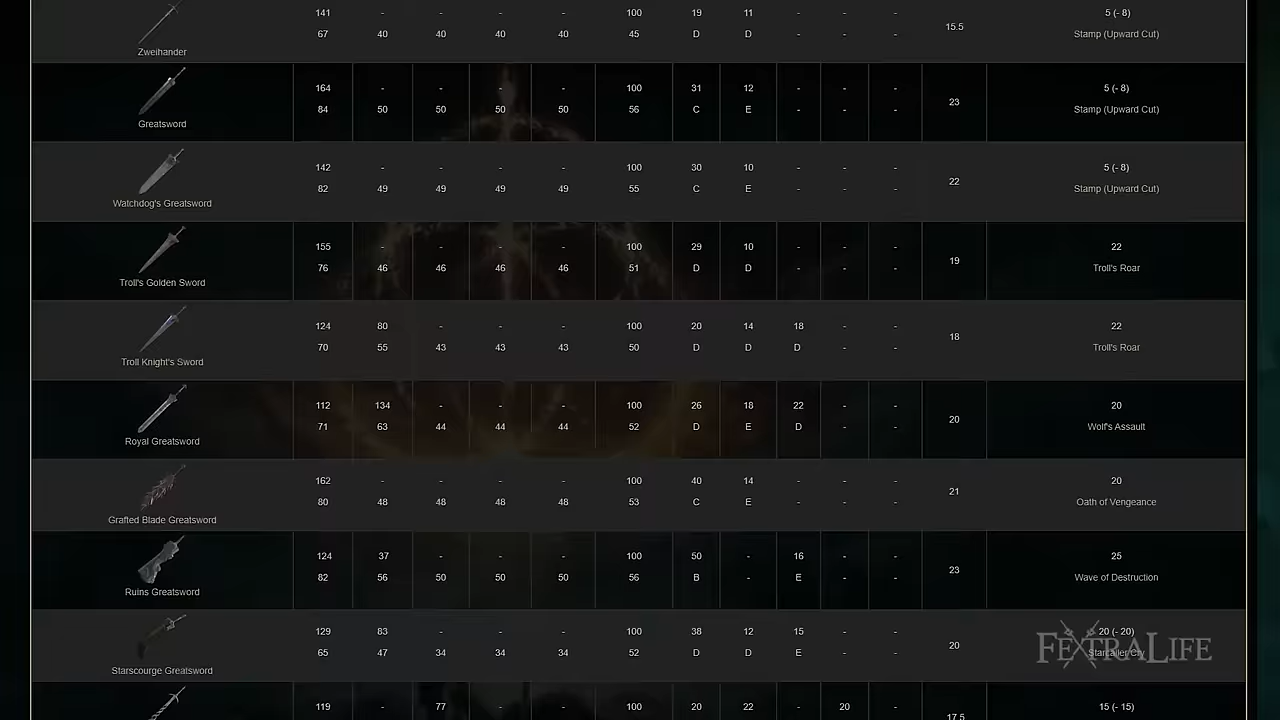 141 - - - - 100 19 11 - - - 5 (- 8)
67 40 40 40 40 45 D D - - - 15.5 Stamp (Upward Cut)
Zweihander
164 - - - - 100 31 12 - - - 5 (- 8)
84 50 50 50 50 56 C E - - - 23 Stamp (Upward Cut)
Greatsword
142 - - - - 100 30 10 - - - 5 (- 8)
82 49 49 49 49 55 C E - - - 22 Stamp (Upward Cut)
Watchdog's Greatsword
155 - - - - 100 29 10 - - - 22
76 46 46 46 46 51 D D - - - 19 Troll's Roar
Troll's Golden Sword
124 80 - - - 100 20 14 18 - - 22
70 55 43 43 43 50 D D D - - 18 Troll's Roar
Troll Knight's Sword
112 134 - - - 100 26 18 22 - - 20
71 63 44 44 44 52 D E D - - 20 Wolf's Assault
Royal Greatsword
162 - - - - 100 40 14 - - - 20
80 48 48 48 48 53 C E - - - 21 Oath of Vengeance
Grafted Blade Greatsword
124 37 - - - 100 50 - 16 - - 25
82 56 50 50 50 56 B - E - - 23 Wave of Destruction
Ruins Greatsword
129 83 - - - 100 38 12 15 - - 20 (- 20)
65 47 34 34 34 52 D D E - - 20 Starcaller Cry
FEXTRALIFE
Starscourge Greatsword
119 - 77 - - 100 20 22 - 20 - 15 (- 15)
17.5